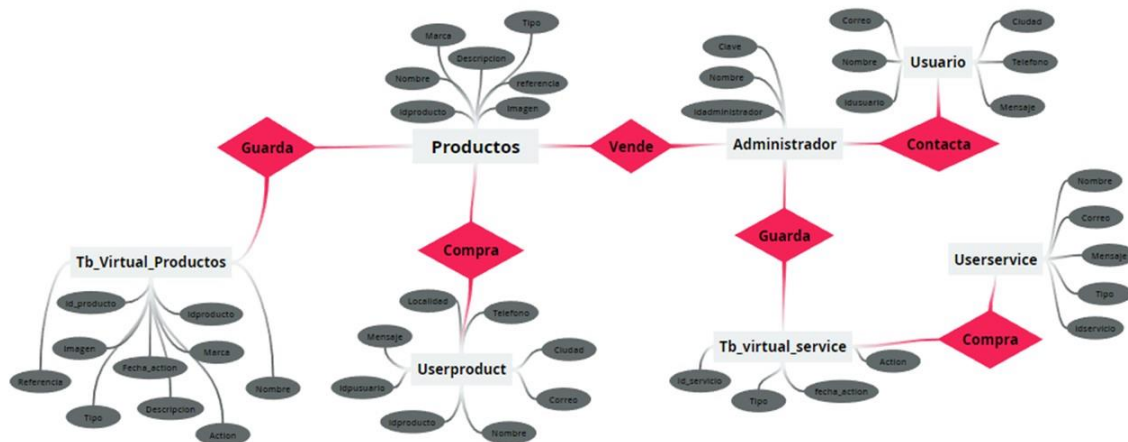 Tipo
Marca
Descripcion
Nombre
referencia
Idproducto
Imagen
Productos
Guarda
Vende
Clave
Nombre
Idadministrador
Administrador
Correo
Ciudad
Usuario
Nombre
Telefono
Idusuario
Mensaje
Contacta
Compra
Guarda
Nombre
Correo
Userservice
Mensaje
Tipo
Idservicio
Compra
Tb_Virtual_Productos
Id_producto
Idproducto
Imagen
Marca
Fecha_action
Referencia
Nombre
Tipo
Descripcion
Action
Localidad
Telefono
Mensaje
Ciudad
Userproduct
Idpusuario
Correo
Idproducto
Nombre
Tb_virtual_service
Action
Id_servicio
fecha_action
Tipo